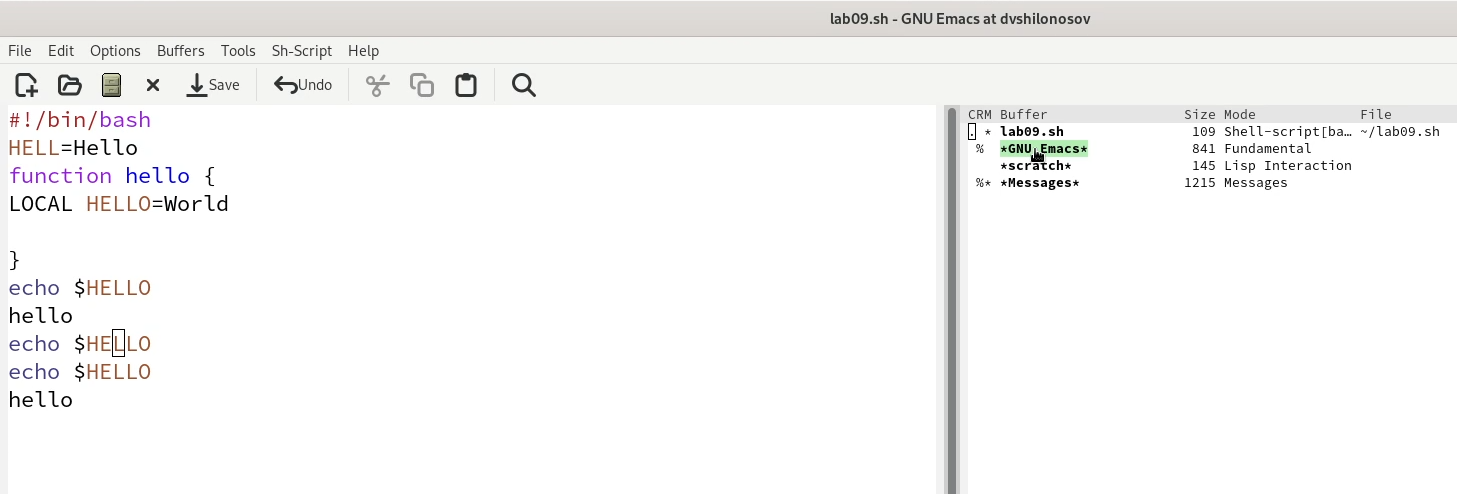 lab09.sh - GNU Emacs at dvshilonosov
File Edit Options Buffers Tools Sh-Script Help
Save Undo
#!/bin/bash
HELL=Hello
function hello {
LOCAL HELLO=World
}
echo $HELLO
hello
echo $HELLO
echo $HELLO
hello
CRM Buffer Size Mode File
. * lab09.sh 109 Shell-script[ba… ~/lab09.sh
% *GNU Emacs* 841 Fundamental
*scratch* 145 Lisp Interaction
%* *Messages* 1215 Messages